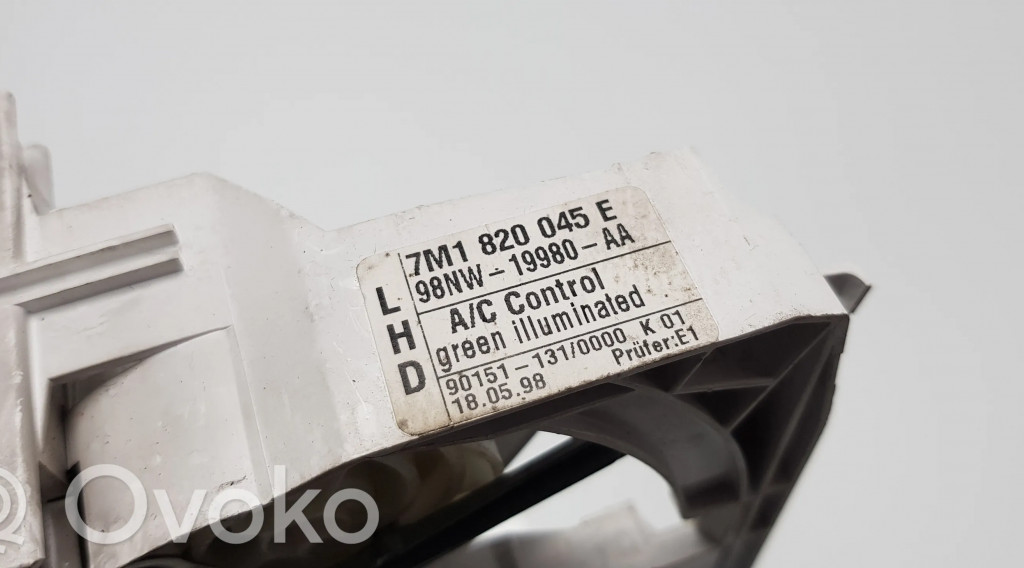 7M1 820 045 E
98NW-19980-AA
LHD
A/C Control
green illuminated
90151-131/0000 K 01
18.05.98 Prüfer:E1
Ovoko